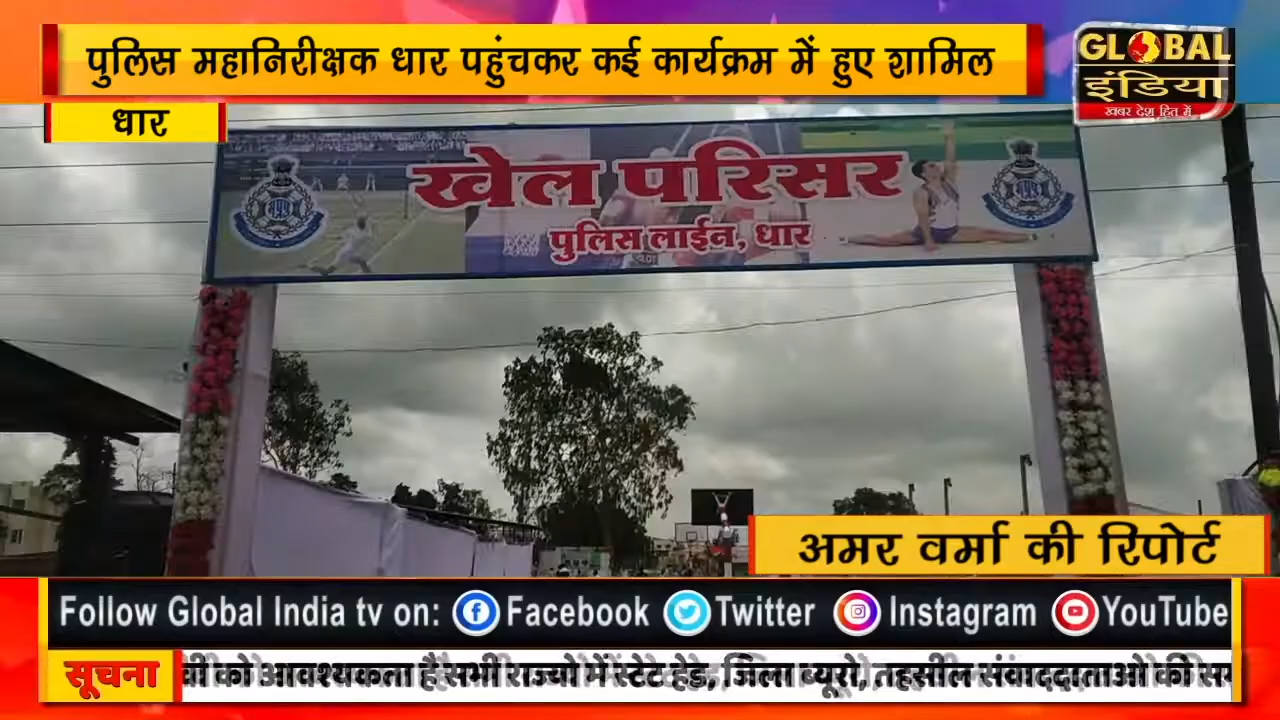 पुलिस महानिरीक्षक धार पहुंचकर कई कार्यक्रम में हुए शामिल
GLOBAL
इंडिया
खबर देश हित में
धार
खेल परिसर
पुलिस लाईन, धार
अमर वर्मा की रिपोर्ट
Follow Global India tv on: Facebook Twitter Instagram YouTube
सूचना
वी को आवश्यकता है सभी राज्यो में स्टेट हेड, जिला ब्यूरो, तहसील संवाददाताओ की सम